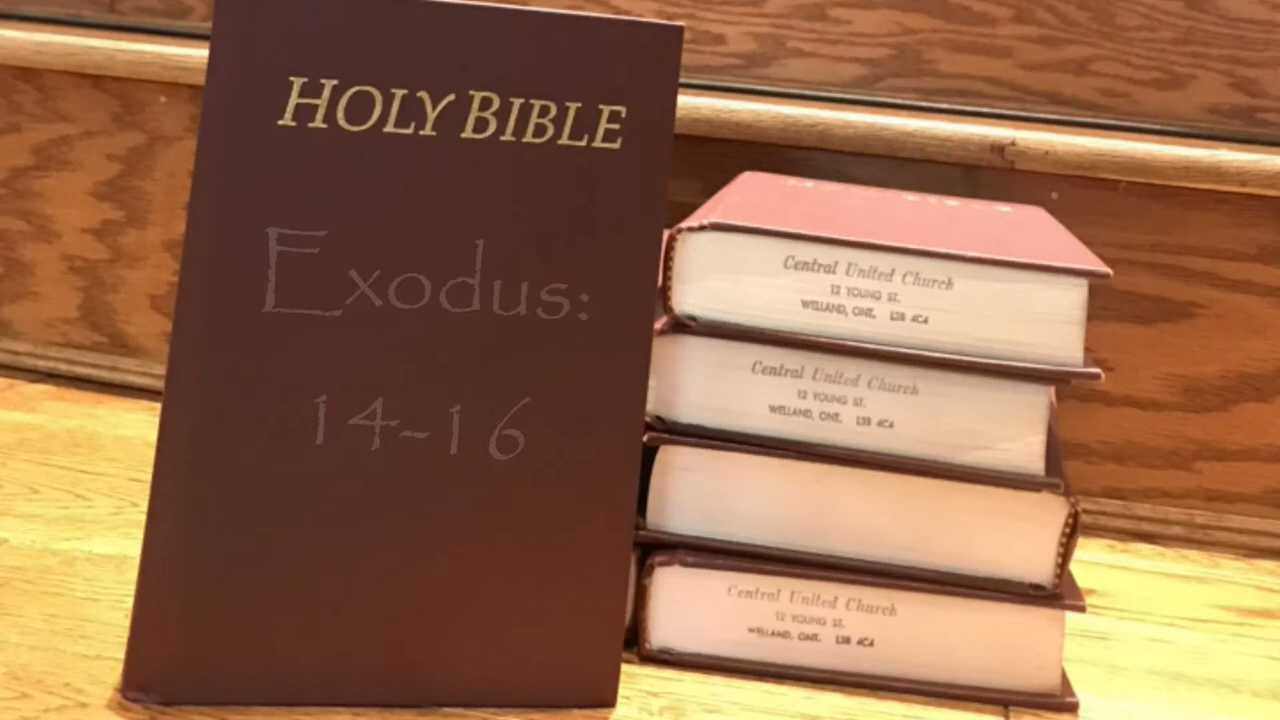 HOLY BIBLE
Exodus:
14-16
Central United Church
12 YOUNG ST.
WELLAND, ONT. L3B 4C4
Central United Church
12 YOUNG ST.
WELLAND, ONT. L3B 4C4
Central United Church
12 YOUNG ST.
WELLAND, ONT. L3B 4C4